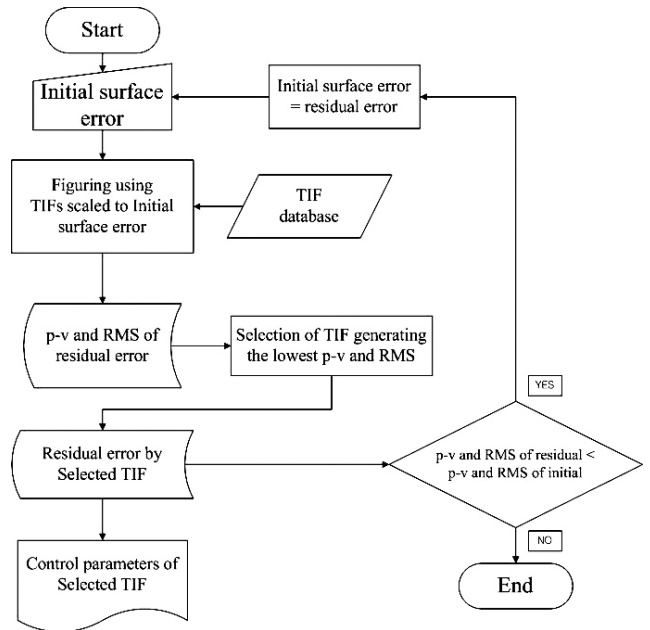 Start
Initial surface
error
Initial surface error
= residual error
Figuring using
TIFs scaled to Initial
surface error
TIF
database
p-v and RMS of
residual error
Selection of TIF generating
the lowest p-v and RMS
YES
Residual error by
Selected TIF
p-v and RMS of residual <
p-v and RMS of initial
NO
Control parameters of
Selected TIF
End